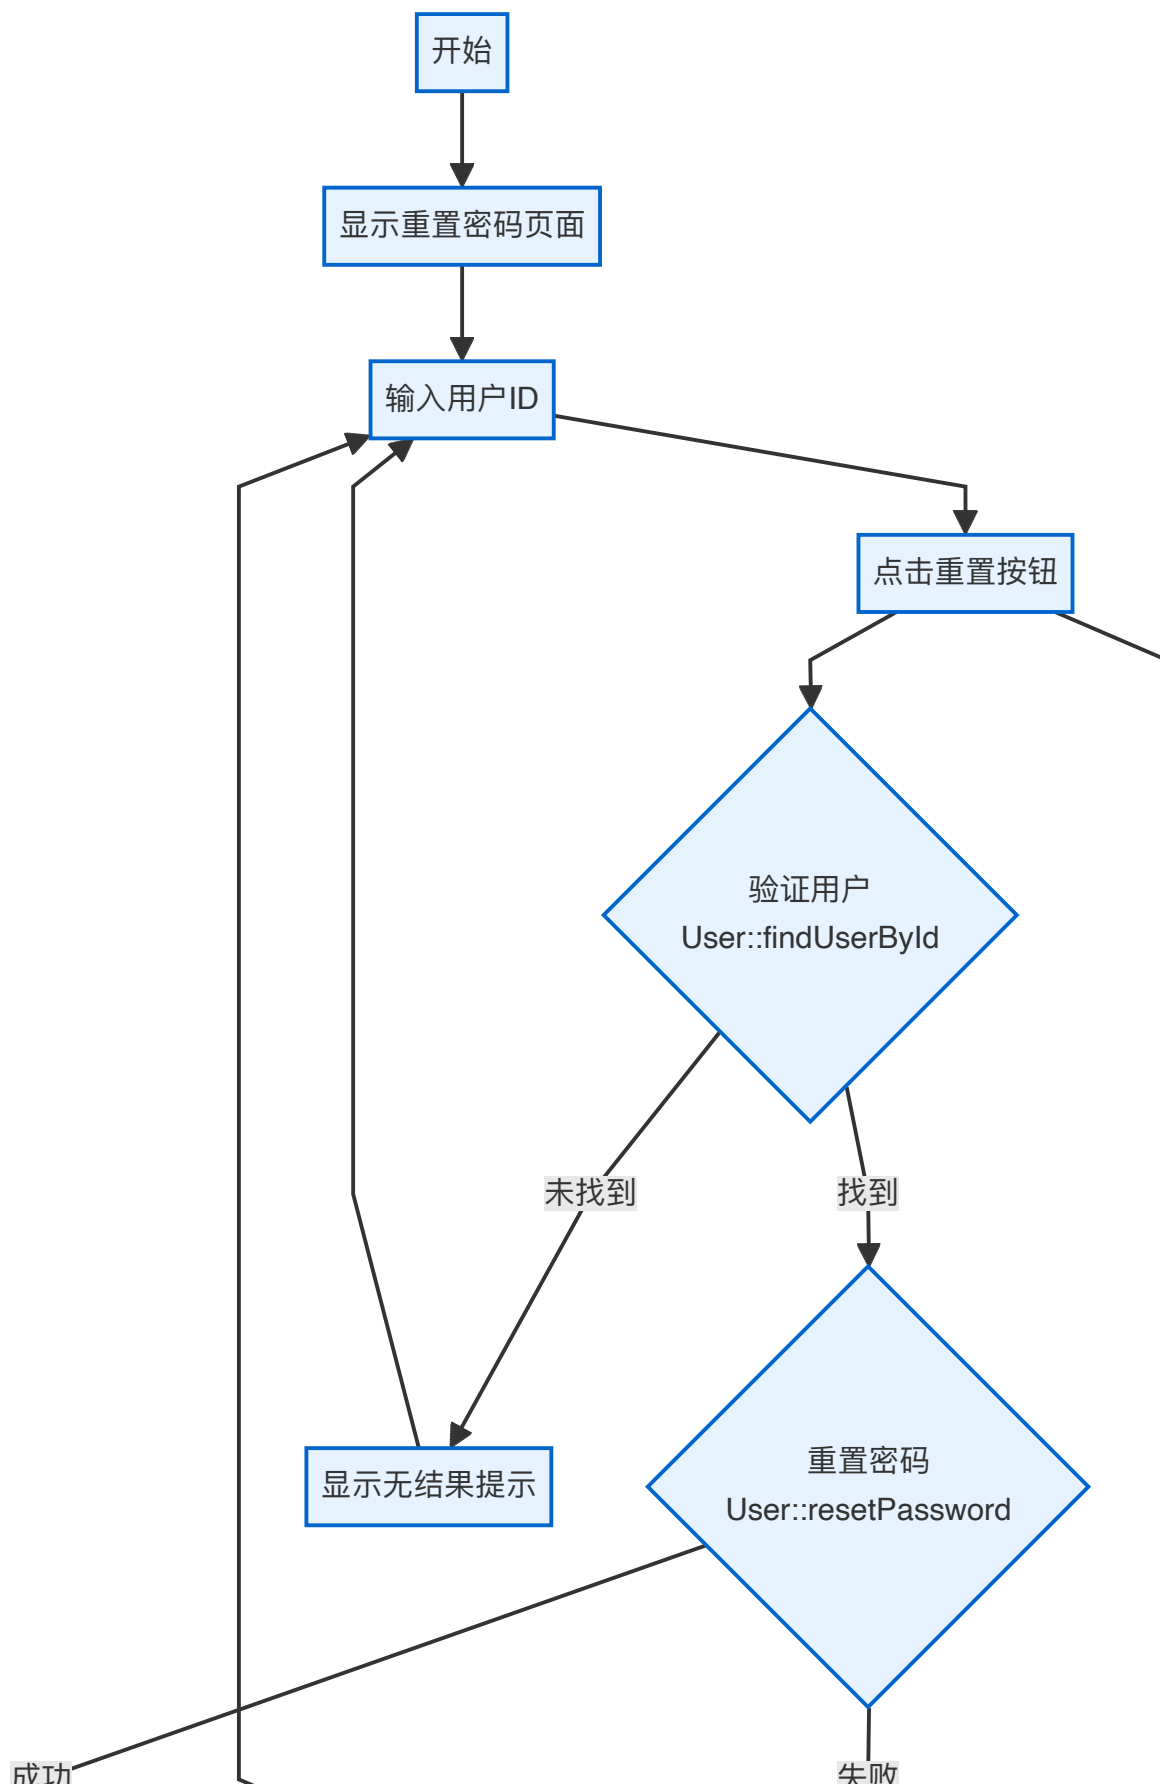 开始
显示重置密码页面
输入用户ID
点击重置按钮
验证用户
User::findUserById
未找到
找到
重置密码
User::resetPassword
显示无结果提示
成功
失败